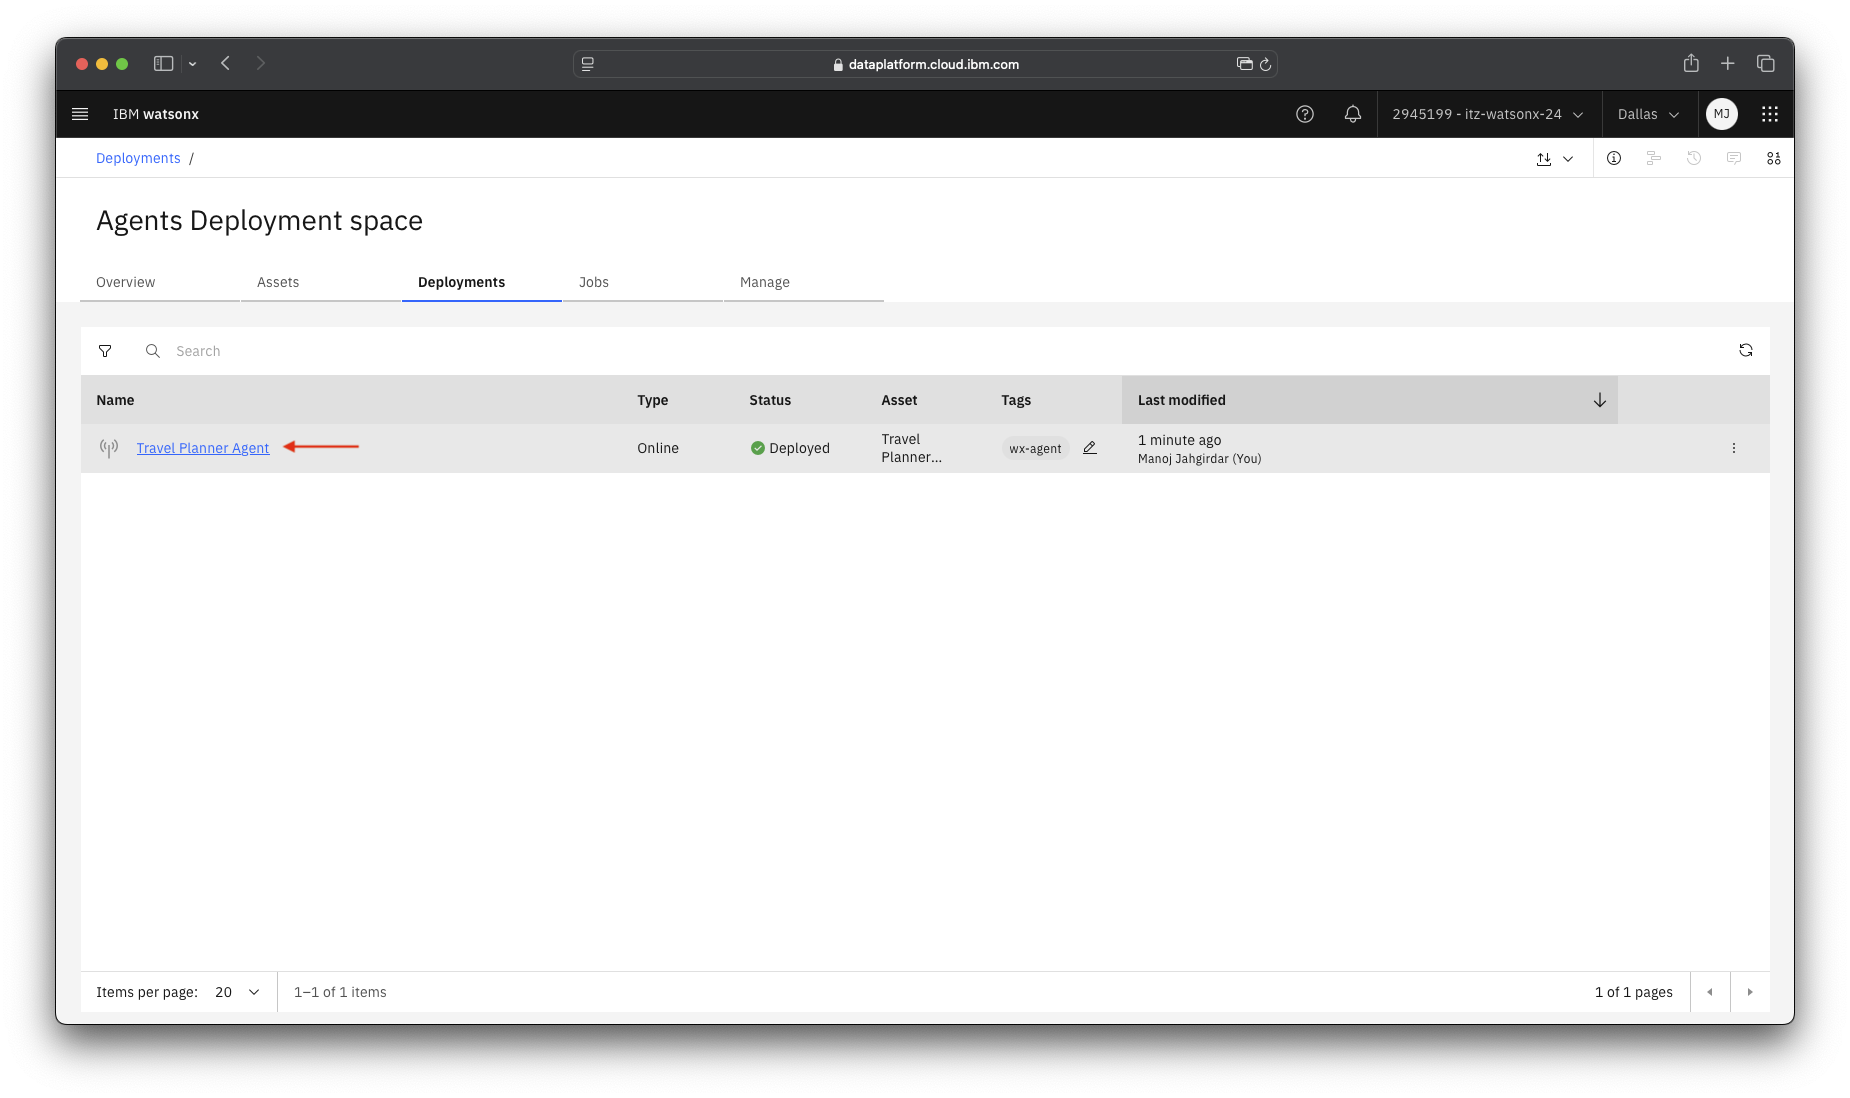 dataplatform.cloud.ibm.com
IBM watsonx
2945199 - itz-watsonx-24
Dallas
MJ
Deployments /
Agents Deployment space
Overview
Assets
Deployments
Jobs
Manage
Search
Name
Type
Status
Asset
Tags
Last modified
Travel Planner Agent
Online
Deployed
Travel
Planner...
wx-agent
1 minute ago
Manoj Jahgirdar (You)
Items per page: 20
1–1 of 1 items
1 of 1 pages